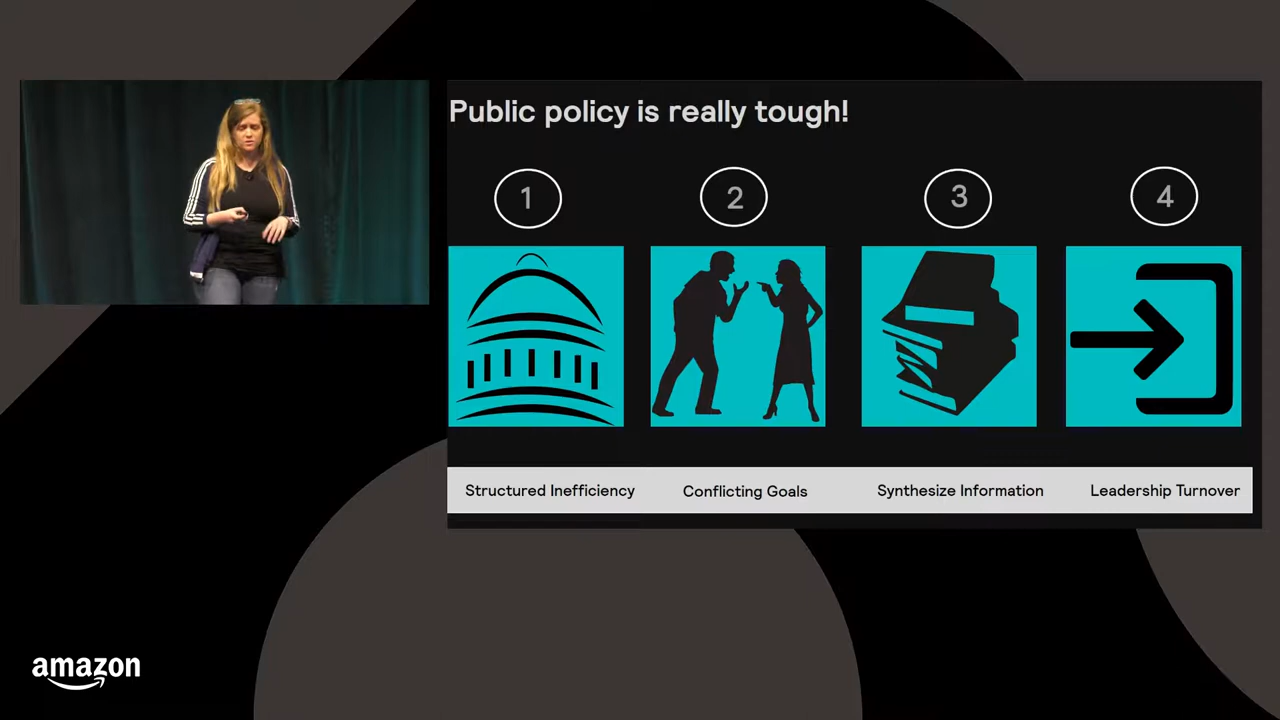 Public policy is really tough!
1
2
3
4
Structured Inefficiency
Conflicting Goals
Synthesize Information
Leadership Turnover
amazon